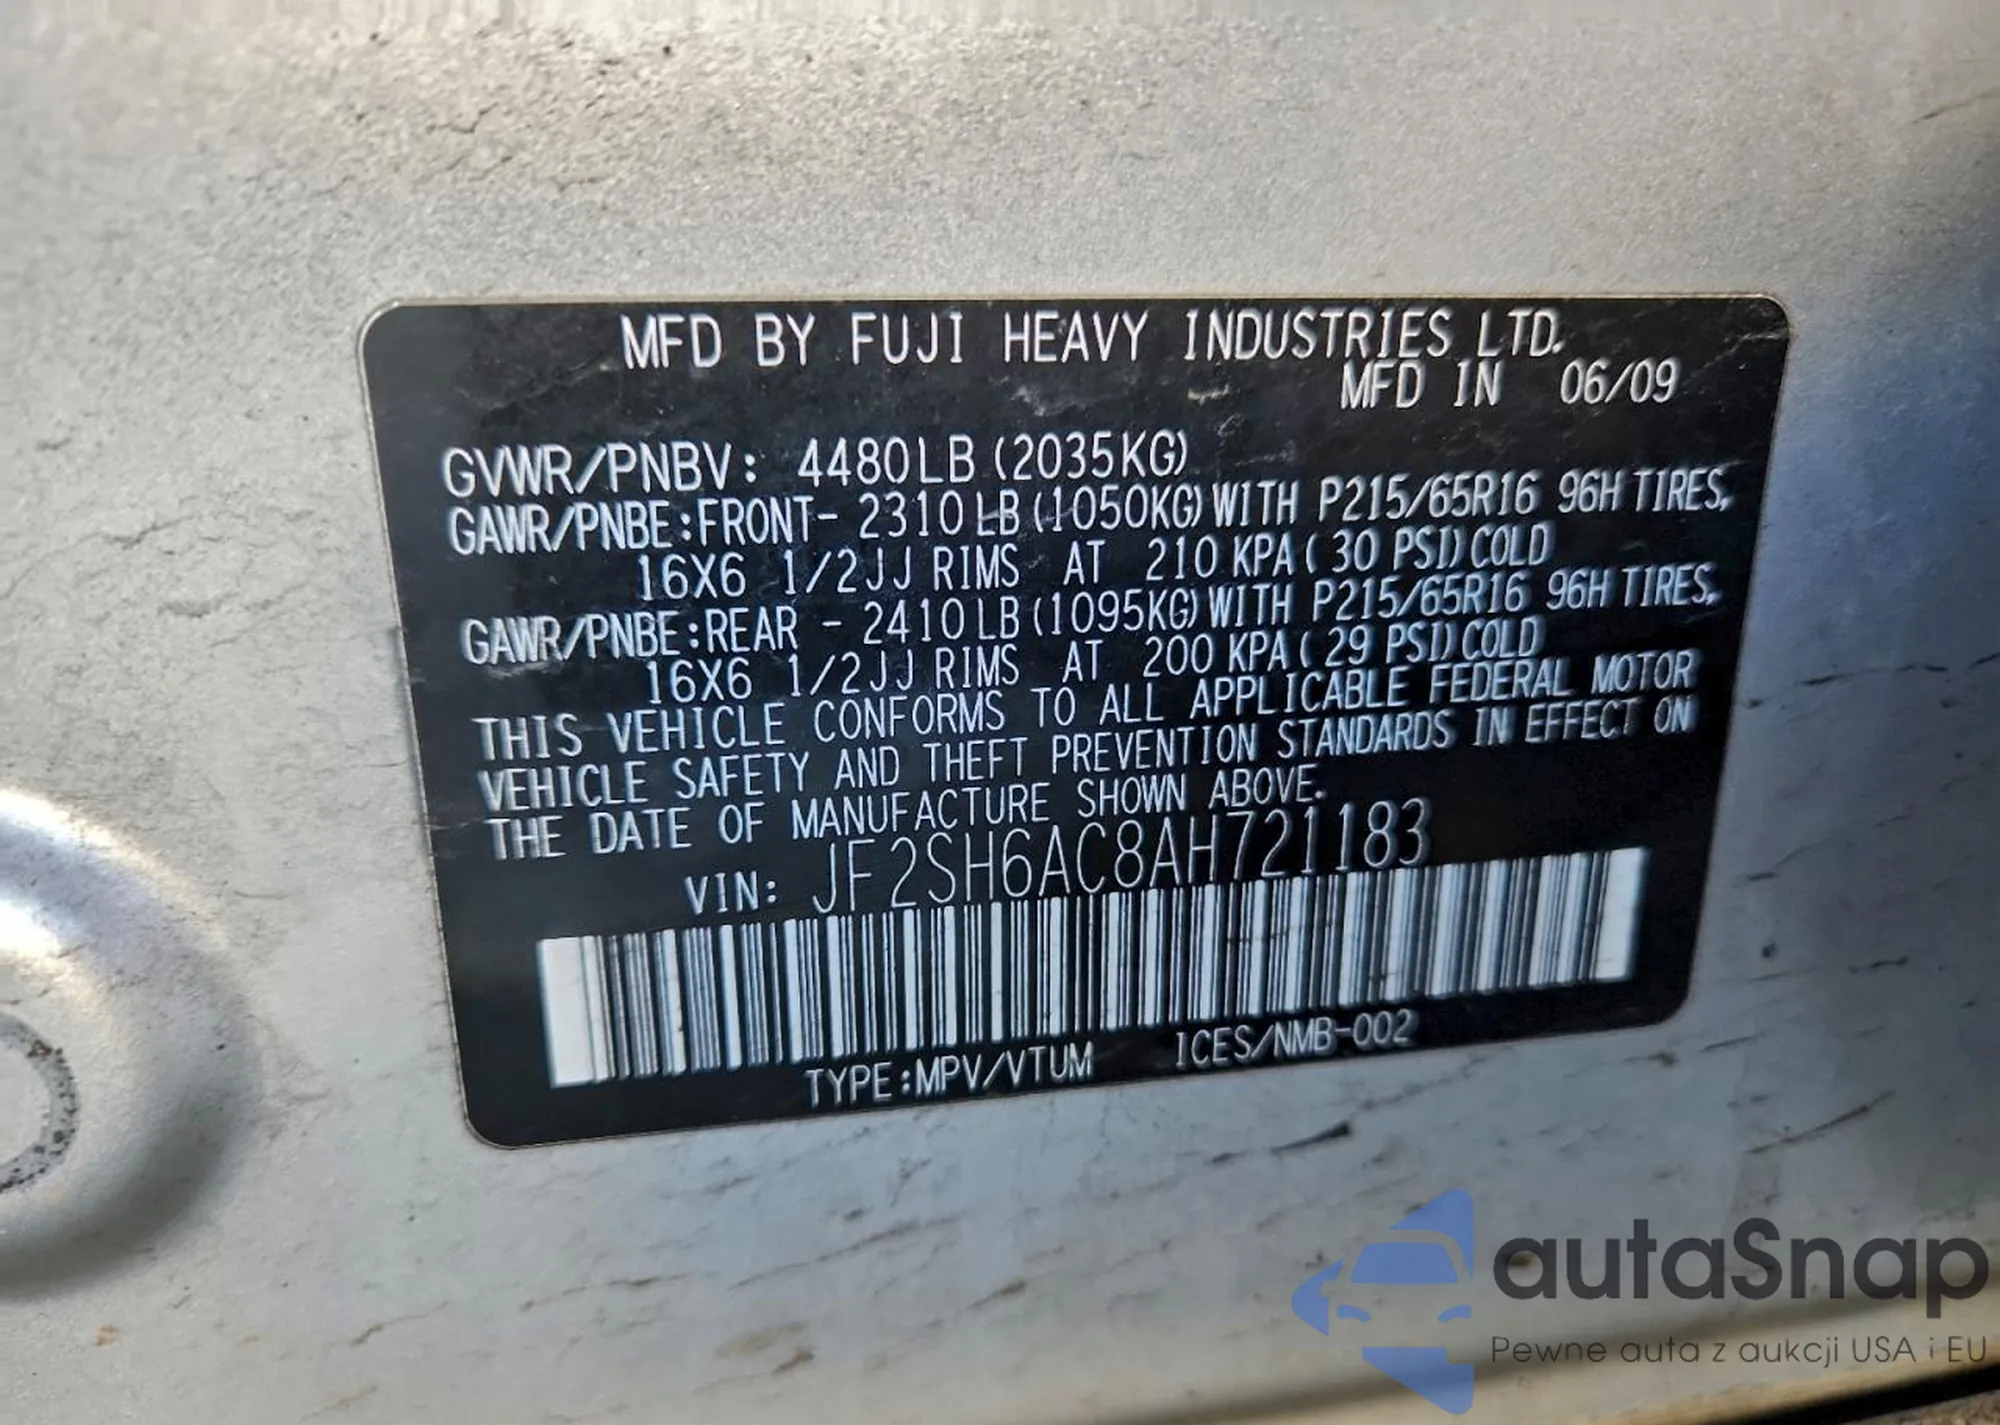 MFD BY FUJI HEAVY INDUSTRIES LTD.
MFD IN 06/09
GVWR/PNBV: 4480LB (2035KG)
GAWR/PNBE:FRONT- 2310LB(1050KG)WITH P215/65R16 96H TIRES,
16X6 1/2JJ RIMS AT 210 KPA( 30 PSI)COLD
GAWR/PNBE:REAR - 2410LB(1095KG)WITH P215/65R16 96H TIRES,
16X6 1/2JJ RIMS AT 200 KPA( 29 PSI)COLD
THIS VEHICLE CONFORMS TO ALL APPLICABLE FEDERAL MOTOR
VEHICLE SAFETY AND THEFT PREVENTION STANDARDS IN EFFECT ON
THE DATE OF MANUFACTURE SHOWN ABOVE.
VIN: JF2SH6AC8AH721183
TYPE:MPV/VTUM ICES/NMB-002
autaSnap
Pewne auta z aukcji USA i EU